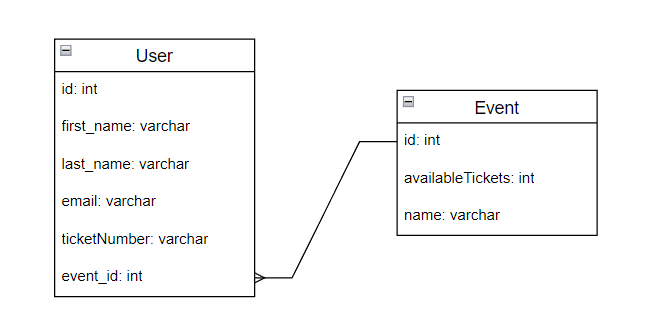 User
id: int
first_name: varchar
last_name: varchar
email: varchar
ticketNumber: varchar
event_id: int
Event
id: int
availableTickets: int
name: varchar